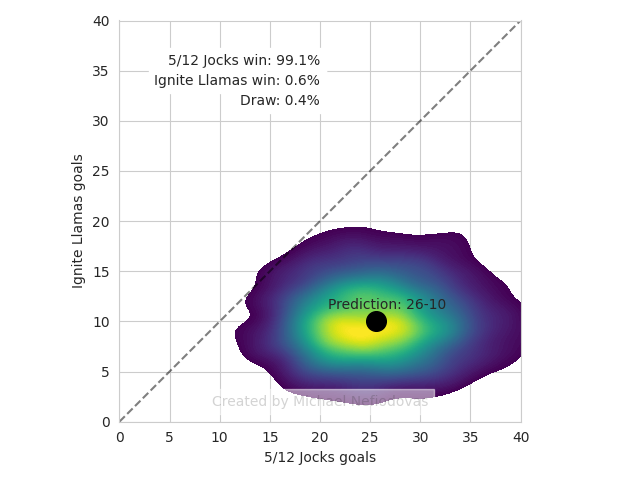 40
35
30
25
20
15
10
5
0
Ignite Llamas goals
5/12 Jocks win: 99.1%
Ignite Llamas win: 0.6%
Draw: 0.4%
Prediction: 26-10
Created by Michael Nefiodovas
0 5 10 15 20 25 30 35 40
5/12 Jocks goals